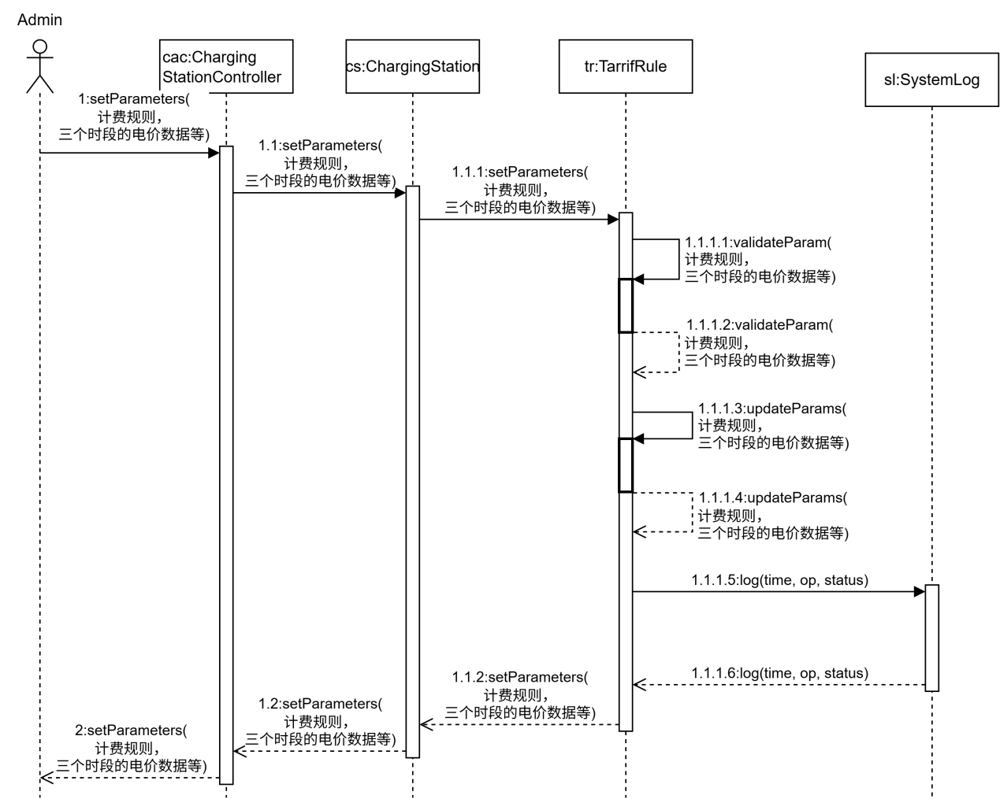 Admin
cac:Charging
StationController
cs:ChargingStation
tr:TarrifRule
sl:SystemLog
1:setParameters(
计费规则，
三个时段的电价数据等)
1.1:setParameters(
计费规则，
三个时段的电价数据等)
1.1.1:setParameters(
计费规则，
三个时段的电价数据等)
1.1.1.1:validateParam(
计费规则，
三个时段的电价数据等)
1.1.1.2:validateParam(
计费规则，
三个时段的电价数据等)
1.1.1.3:updateParams(
计费规则，
三个时段的电价数据等)
1.1.1.4:updateParams(
计费规则，
三个时段的电价数据等)
1.1.1.5:log(time, op, status)
1.1.1.6:log(time, op, status)
1.1.2:setParameters(
计费规则，
三个时段的电价数据等)
1.2:setParameters(
计费规则，
三个时段的电价数据等)
2:setParameters(
计费规则，
三个时段的电价数据等)